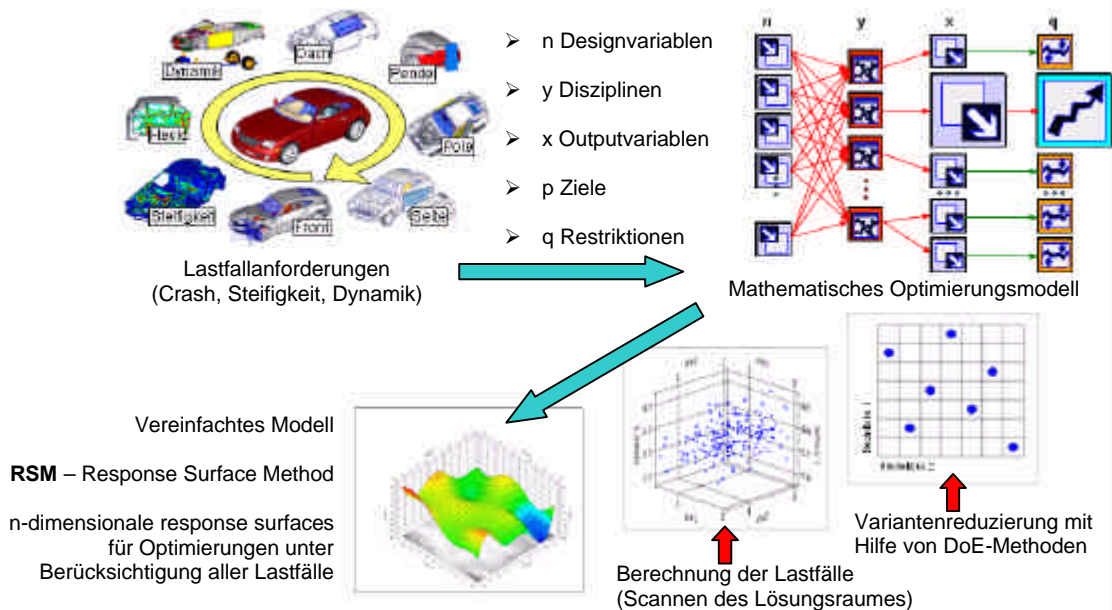 Dach
Dynamik
Pendel
Heck
Pole
Steifigkeit
Front
Seite
Lastfallanforderungen
(Crash, Steifigkeit, Dynamik)
➢ n Designvariablen
➢ y Disziplinen
➢ x Outputvariablen
➢ p Ziele
➢ q Restriktionen
n y x q
Mathematisches Optimierungsmodell
Vereinfachtes Modell
RSM – Response Surface Method
n-dimensionale response surfaces
für Optimierungen unter
Berücksichtigung aller Lastfälle
Berechnung der Lastfälle
(Scannen des Lösungsraumes)
Variantenreduzierung mit
Hilfe von DoE-Methoden